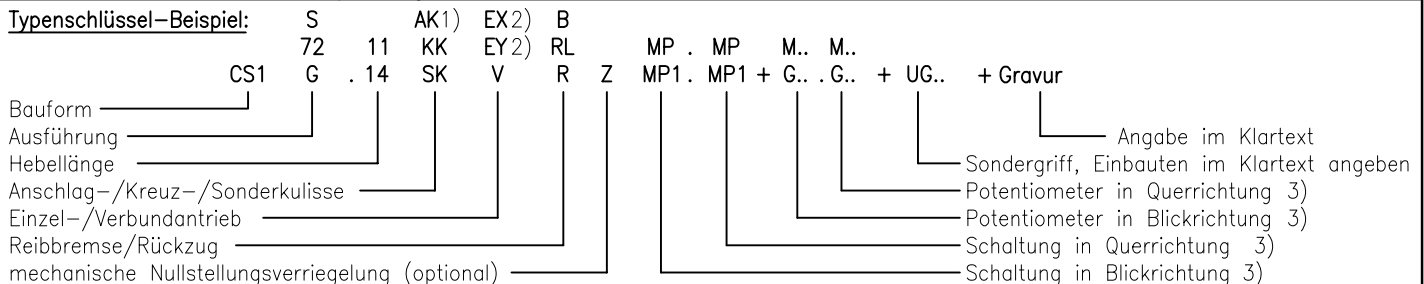 Typenschlüssel-Beispiel: S AK1) EX2) B
72 11 KK EY2) RL MP . MP M.. M..
CS1 G . 14 SK V R Z MP1 . MP1 + G.. . G.. + UG.. + Gravur
Bauform
Ausführung Angabe im Klartext
Hebellänge Sondergriff, Einbauten im Klartext angeben
Anschlag-/Kreuz-/Sonderkulisse Potentiometer in Querrichtung 3)
Einzel-/Verbundantrieb Potentiometer in Blickrichtung 3)
Reibbremse/Rückzug Schaltung in Querrichtung 3)
mechanische Nullstellungsverriegelung (optional) Schaltung in Blickrichtung 3)